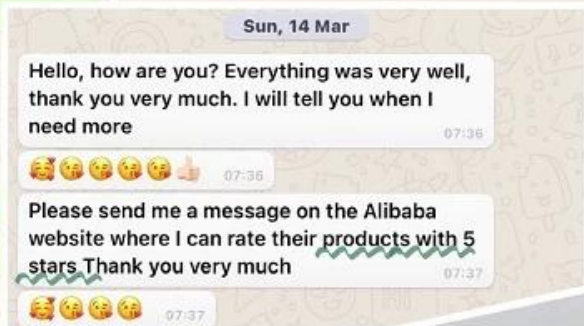 Sun, 14 Mar
Hello, how are you? Everything was very well,
thank you very much. I will tell you when I
need more
07:36
🥰😘😘😘😘👍🏻 07:36
Please send me a message on the Alibaba
website where I can rate their products with 5
stars Thank you very much
07:37
🥰😘😘😘 07:37